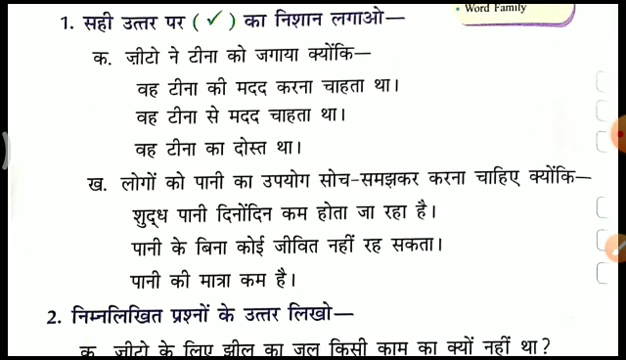 • Word Family
1. सही उत्तर पर ( ✓ ) का निशान लगाओ—
क. ज़ीटो ने टीना को जगाया क्योंकि—
वह टीना की मदद करना चाहता था।
वह टीना से मदद चाहता था।
वह टीना का दोस्त था।
ख. लोगों को पानी का उपयोग सोच-समझकर करना चाहिए क्योंकि—
शुद्ध पानी दिनोंदिन कम होता जा रहा है।
पानी के बिना कोई जीवित नहीं रह सकता।
पानी की मात्रा कम है।
2. निम्नलिखित प्रश्नों के उत्तर लिखो—
क ज़ीटो के लिए झील का जल किसी काम का क्यों नहीं था?